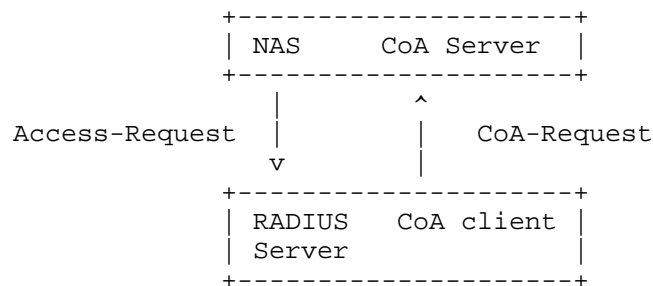 NAS CoA Server
Access-Request CoA-Request
RADIUS CoA client
Server